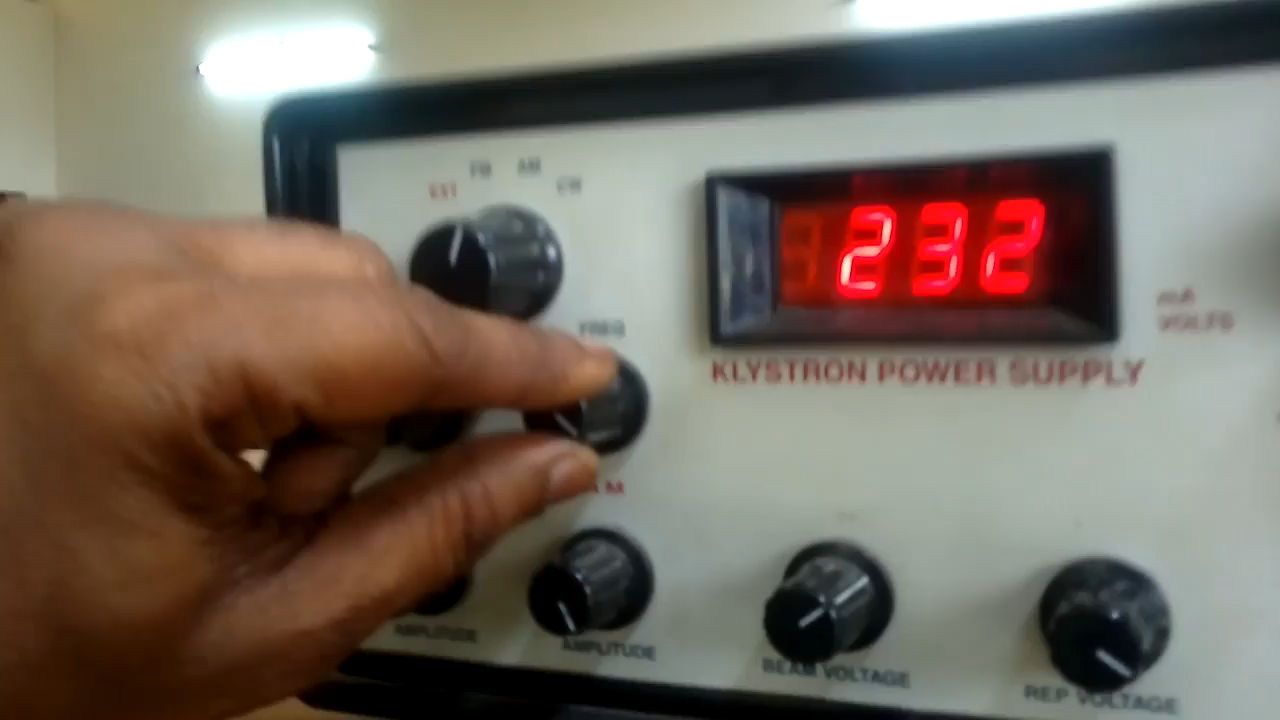 EXT FM AM CW
232
mA
VOLTS
FREQ
KLYSTRON POWER SUPPLY
AMPLITUDE
AMPLITUDE
BEAM VOLTAGE
REP VOLTAGE